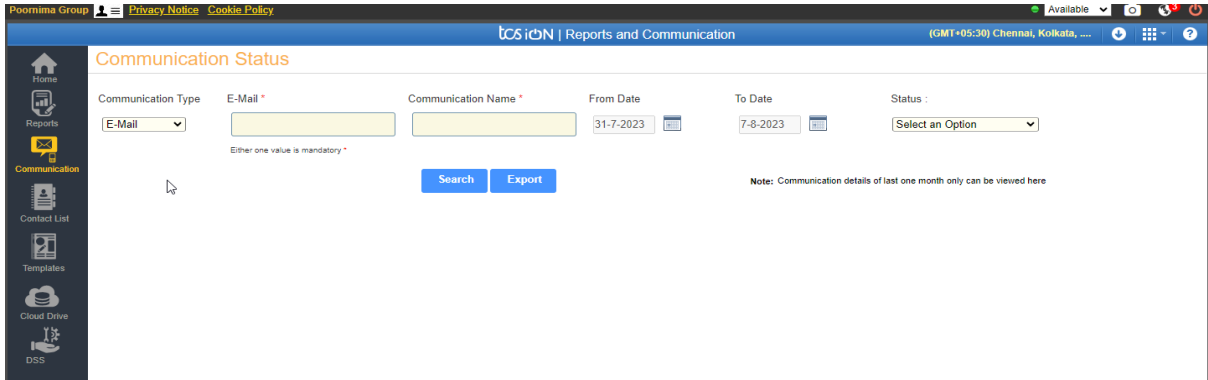 Poornima Group Privacy Notice Cookie Policy Available 3
tcs iON | Reports and Communication (GMT+05:30) Chennai, Kolkata, .... ?
Home
Reports
Communication
Contact List
Templates
Cloud Drive
DSS
Communication Status
Communication Type E-Mail * Communication Name * From Date To Date Status :
E-Mail 31-7-2023 7-8-2023 Select an Option
Either one value is mandatory *
Search Export Note: Communication details of last one month only can be viewed here